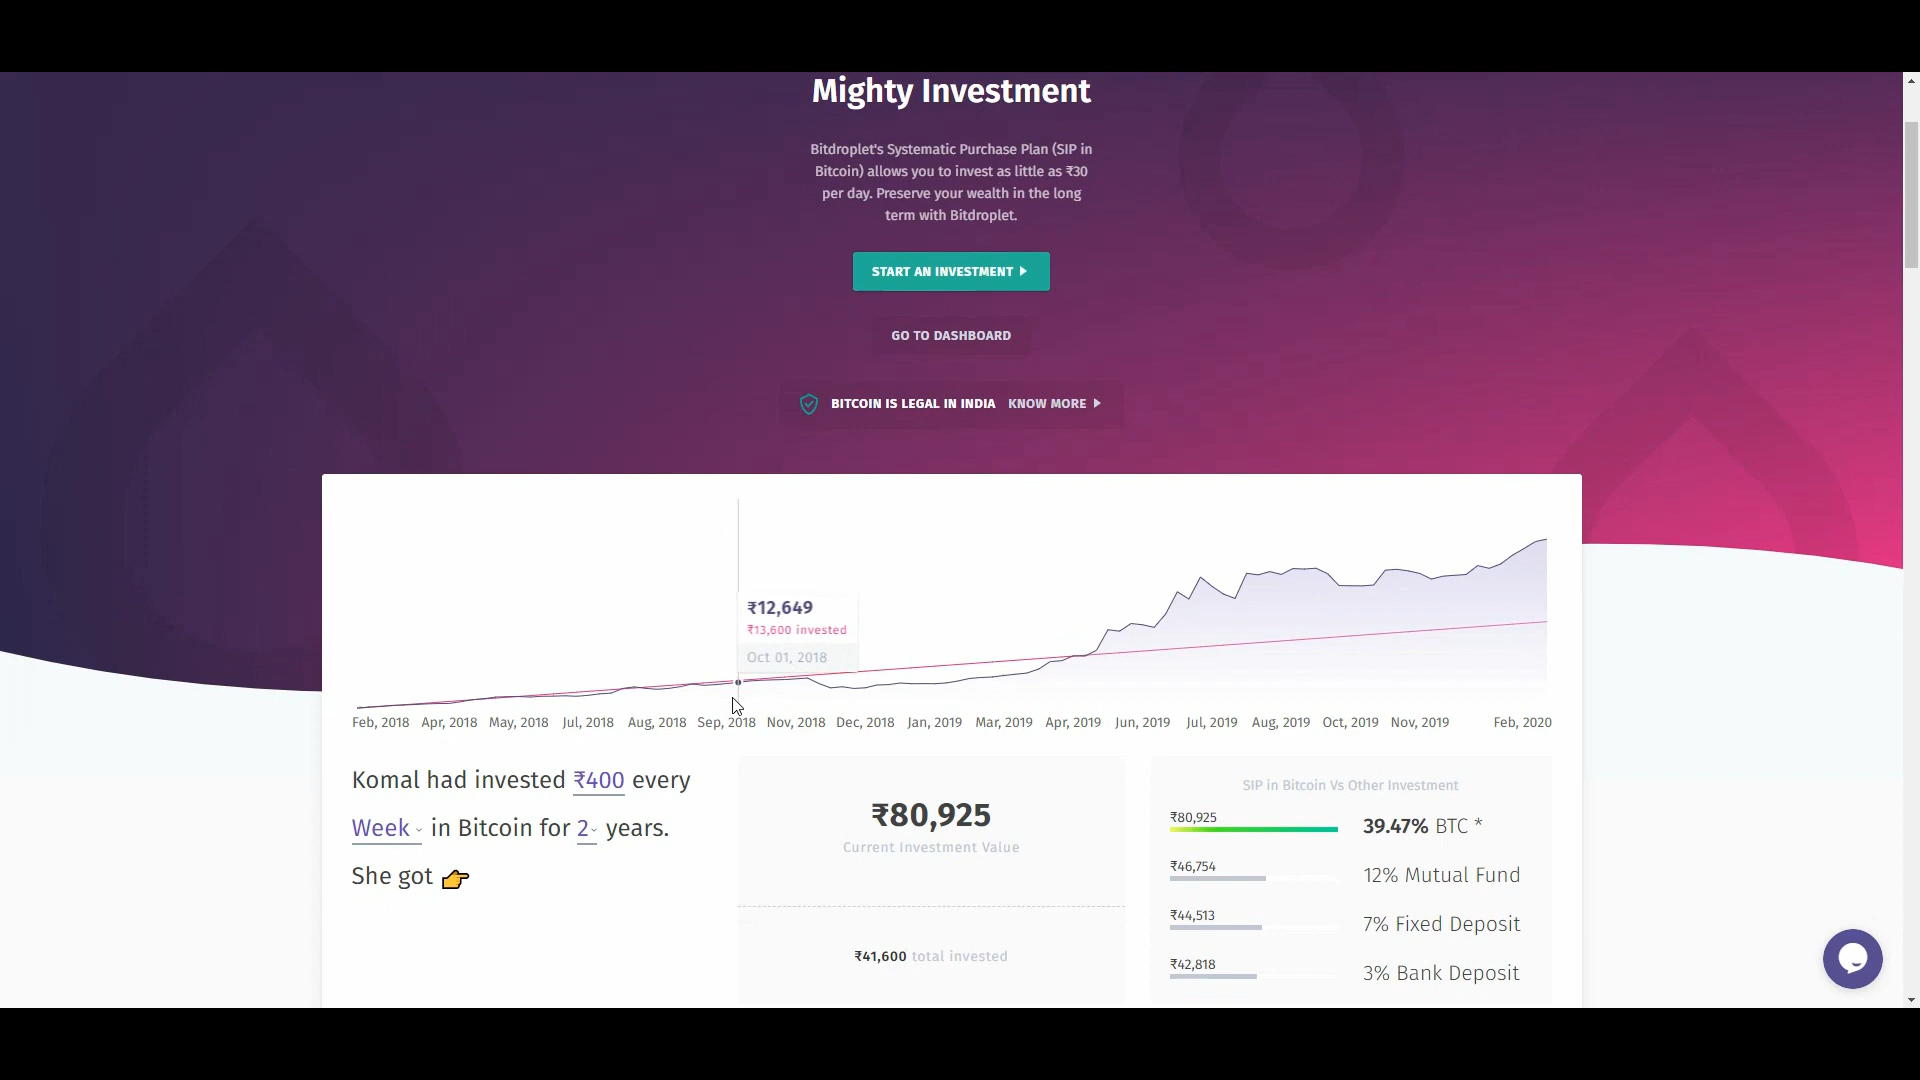 Mighty Investment
Bitdroplet's Systematic Purchase Plan (SIP in
Bitcoin) allows you to invest as little as ₹30
per day. Preserve your wealth in the long
term with Bitdroplet.
START AN INVESTMENT
GO TO DASHBOARD
BITCOIN IS LEGAL IN INDIA KNOW MORE
₹12,649
₹13,600 invested
Oct 01, 2018
Feb, 2018 Apr, 2018 May, 2018 Jul, 2018 Aug, 2018 Sep, 2018 Nov, 2018 Dec, 2018 Jan, 2019 Mar, 2019 Apr, 2019 Jun, 2019 Jul, 2019 Aug, 2019 Oct, 2019 Nov, 2019 Feb, 2020
Komal had invested ₹400 every
Week in Bitcoin for 2 years.
She got 👉
₹80,925
Current Investment Value
₹41,600 total invested
SIP in Bitcoin Vs Other Investment
₹80,925
39.47% BTC *
₹46,754
12% Mutual Fund
₹44,513
7% Fixed Deposit
₹42,818
3% Bank Deposit